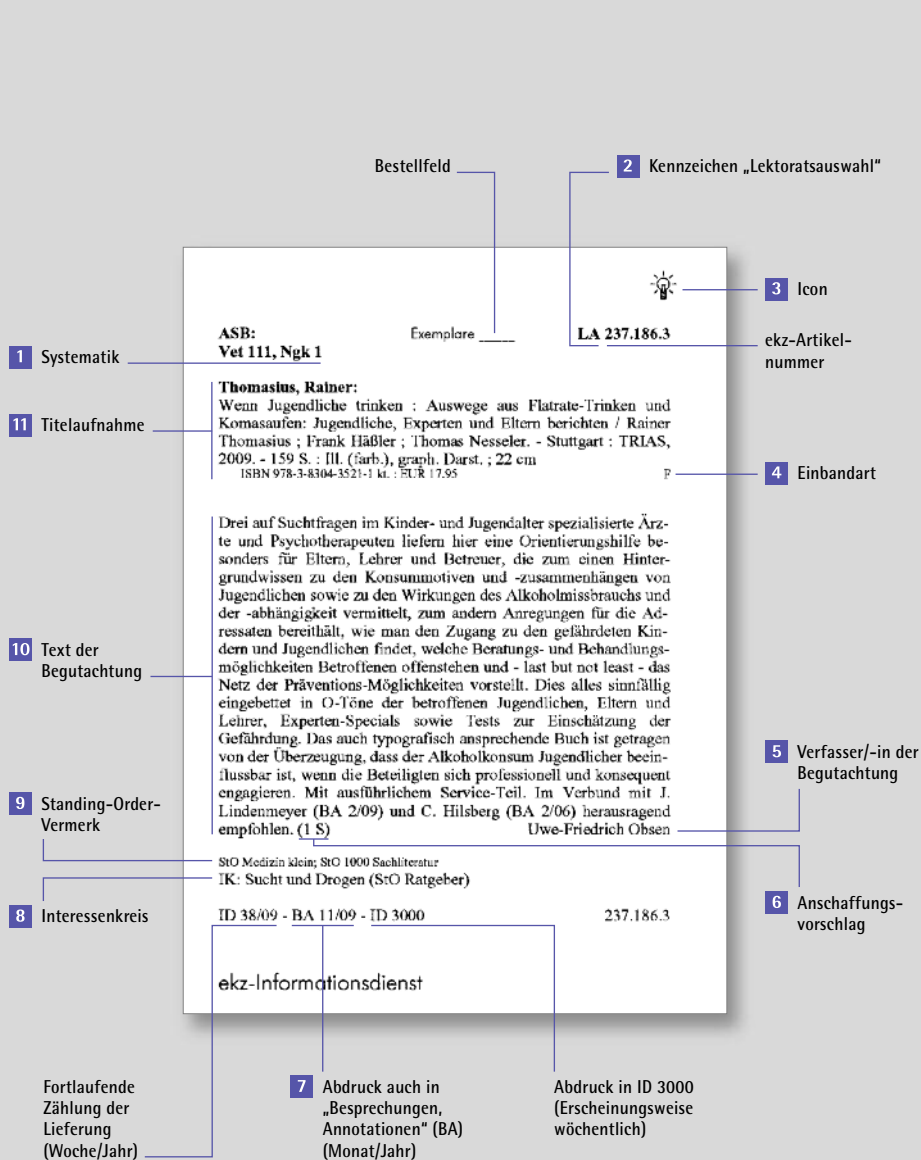 Bestellfeld
2 Kennzeichen „Lektoratsauswahl“
3 Icon
ASB:
Exemplare _____
LA 237.186.3
Vet 111, Ngk 1
ekz-Artikel-
nummer
1 Systematik
Thomasius, Rainer:
Wenn Jugendliche trinken : Auswege aus Flatrate-Trinken und
Komasaufen: Jugendliche, Experten und Eltern berichten / Rainer
Thomasius ; Frank Häßler ; Thomas Nesseler. - Stuttgart : TRIAS,
2009. - 159 S. : Ill. (farb.), graph. Darst. ; 22 cm
ISBN 978-3-8304-3521-1 kt. : EUR 17.95
F
11 Titelaufnahme
4 Einbandart
Drei auf Suchtfragen im Kinder- und Jugendalter spezialisierte Ärz-
te und Psychotherapeuten liefern hier eine Orientierungshilfe be-
sonders für Eltern, Lehrer und Betreuer, die zum einen Hinter-
grundwissen zu den Konsummotiven und -zusammenhängen von
Jugendlichen sowie zu den Wirkungen des Alkoholmissbrauchs und
der -abhängigkeit vermittelt, zum andern Anregungen für die Ad-
ressaten bereithält, wie man den Zugang zu den gefährdeten Kin-
dern und Jugendlichen findet, welche Beratungs- und Behandlungs-
möglichkeiten Betroffenen offenstehen und - last but not least - das
Netz der Präventions-Möglichkeiten vorstellt. Dies alles sinnfällig
eingebettet in O-Töne der betroffenen Jugendlichen, Eltern und
Lehrer, Experten-Specials sowie Tests zur Einschätzung der
Gefährdung. Das auch typografisch ansprechende Buch ist getragen
von der Überzeugung, dass der Alkoholkonsum Jugendlicher beein-
flussbar ist, wenn die Beteiligten sich professionell und konsequent
engagieren. Mit ausführlichem Service-Teil. Im Verbund mit J.
Lindenmeyer (BA 2/09) und C. Hilsberg (BA 2/06) herausragend
empfohlen. (1 S)
Uwe-Friedrich Obsen
10 Text der
Begutachtung
5 Verfasser/-in der
Begutachtung
9 Standing-Order-
Vermerk
StO Medizin klein; StO 1000 Sachliteratur
IK: Sucht und Drogen (StO Ratgeber)
6 Anschaffungs-
vorschlag
8 Interessenkreis
ID 38/09 - BA 11/09 - ID 3000
237.186.3
ekz-Informationsdienst
Fortlaufende
Zählung der
Lieferung
(Woche/Jahr)
7 Abdruck auch in
„Besprechungen,
Annotationen“ (BA)
(Monat/Jahr)
Abdruck in ID 3000
(Erscheinungsweise
wöchentlich)